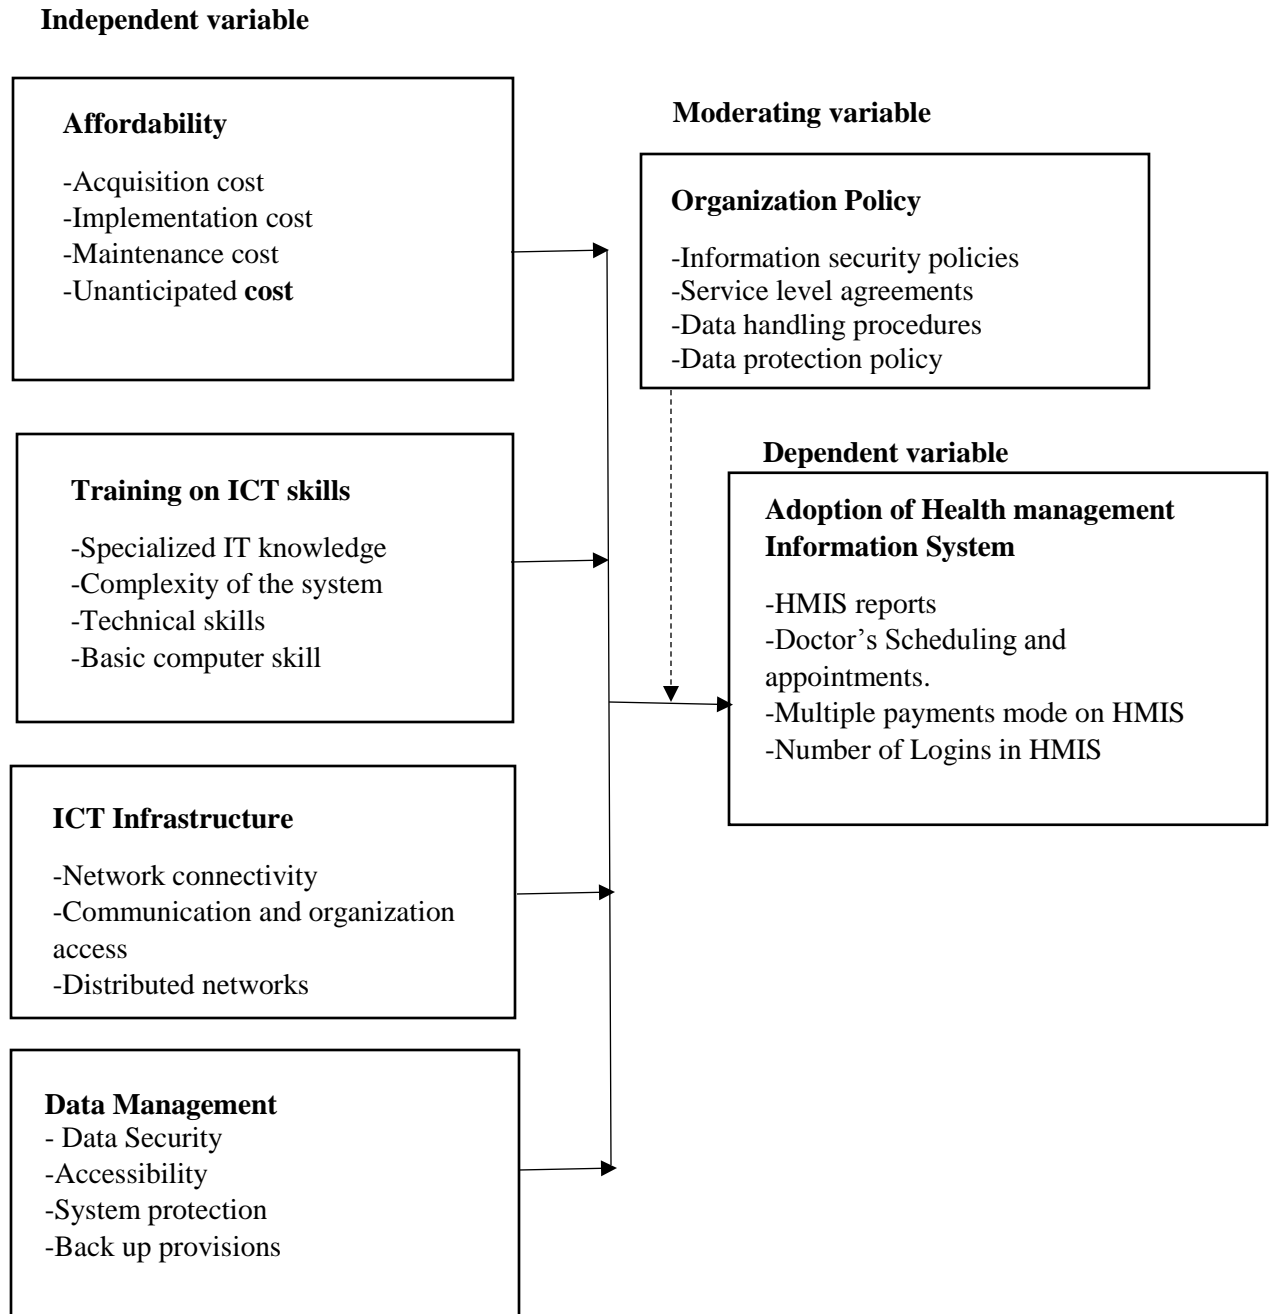 Independent variable
Affordability
-Acquisition cost
-Implementation cost
-Maintenance cost
-Unanticipated cost
Training on ICT skills
-Specialized IT knowledge
-Complexity of the system
-Technical skills
-Basic computer skill
ICT Infrastructure
-Network connectivity
-Communication and organization
access
-Distributed networks
Data Management
- Data Security
-Accessibility
-System protection
-Back up provisions
Moderating variable
Organization Policy
-Information security policies
-Service level agreements
-Data handling procedures
-Data protection policy
Dependent variable
Adoption of Health management
Information System
-HMIS reports
-Doctor’s Scheduling and
appointments.
-Multiple payments mode on HMIS
-Number of Logins in HMIS